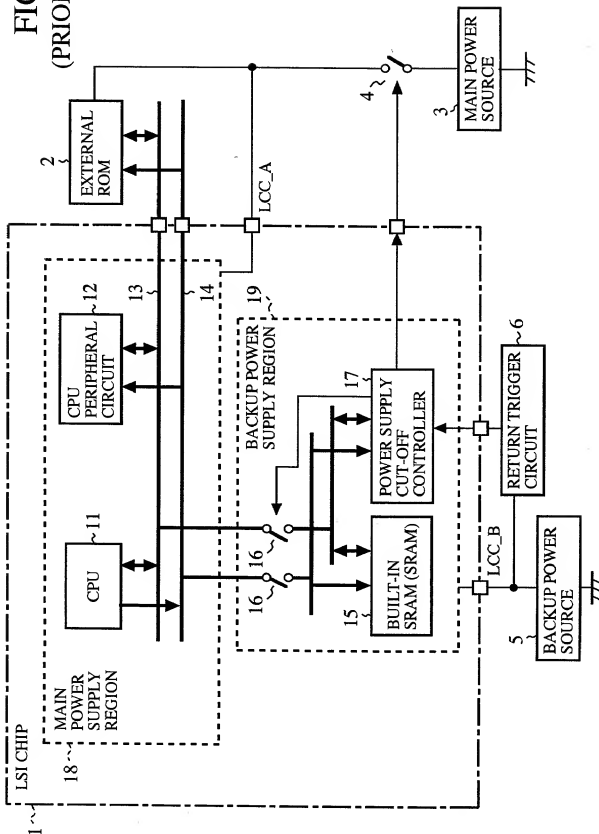 FIG
(PRIOR
1
LSI CHIP
18
MAIN
POWER
SUPPLY
REGION
11
CPU
12
CPU
PERIPHERAL
CIRCUIT
13
14
2
EXTERNAL
ROM
LCC_A
4
3
MAIN POWER
SOURCE
19
BACKUP POWER
SUPPLY REGION
16
16
15
BUILT-IN
SRAM (SRAM)
17
POWER SUPPLY
CUT-OFF
CONTROLLER
LCC_B
5
BACKUP POWER
SOURCE
6
RETURN TRIGGER
CIRCUIT